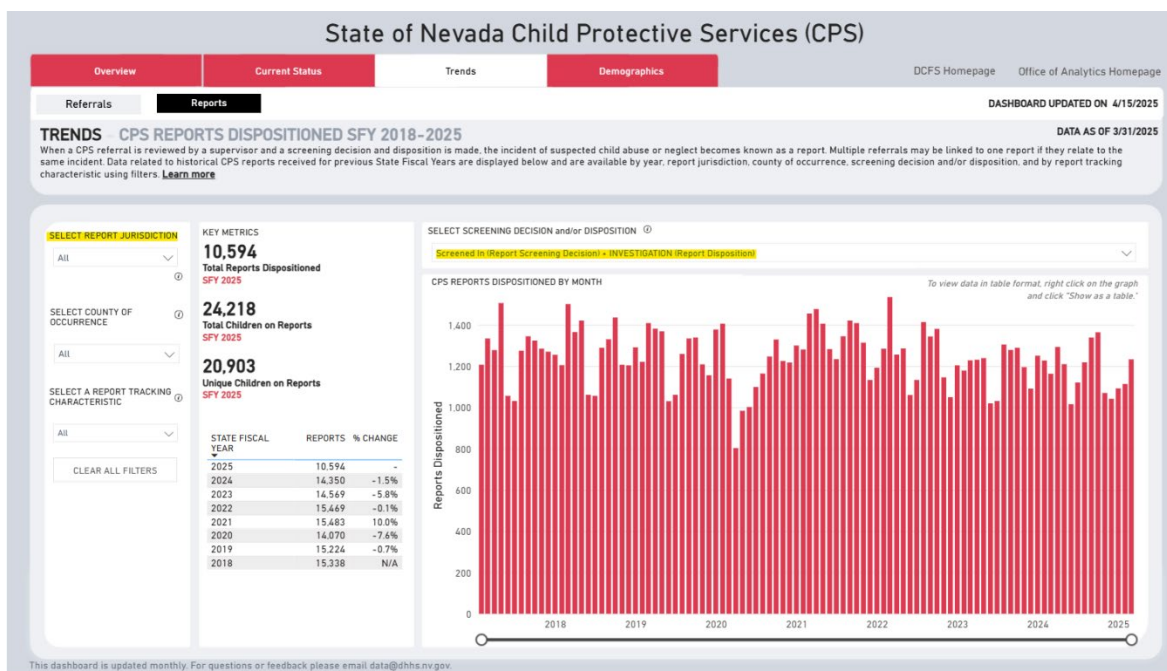 State of Nevada Child Protective Services (CPS)
Overview
Current Status
Trends
Demographics
DCFS Homepage
Office of Analytics Homepage
Referrals
Reports
DASHBOARD UPDATED ON 4/15/2025
TRENDS - CPS REPORTS DISPOSITIONED SFY 2018-2025
DATA AS OF 3/31/2025
When a CPS referral is reviewed by a supervisor and a screening decision and disposition is made, the incident of suspected child abuse or neglect becomes known as a report. Multiple referrals may be linked to one report if they relate to the
same incident. Data related to historical CPS reports received for previous State Fiscal Years are displayed below and are available by year, report jurisdiction, county of occurrence, screening decision and/or disposition, and by report tracking
characteristic using filters. Learn more
SELECT REPORT JURISDICTION
All
SELECT COUNTY OF
OCCURRENCE
All
SELECT A REPORT TRACKING
CHARACTERISTIC
All
CLEAR ALL FILTERS
KEY METRICS
10,594
Total Reports Dispositioned
SFY 2025
24,218
Total Children on Reports
SFY 2025
20,903
Unique Children on Reports
SFY 2025
STATE FISCAL YEAR REPORTS % CHANGE
2025 10,594 -
2024 14,350 -1.5%
2023 14,569 -5.8%
2022 15,469 -0.1%
2021 15,483 10.0%
2020 14,070 -7.6%
2019 15,224 -0.7%
2018 15,338 N/A
SELECT SCREENING DECISION and/or DISPOSITION
Screened In (Report Screening Decision) + INVESTIGATION (Report Disposition)
CPS REPORTS DISPOSITIONED BY MONTH
To view data in table format, right click on the graph
and click "Show as a table."
Reports Dispositioned
1,400
1,200
1,000
800
600
400
200
0
2018 2019 2020 2021 2022 2023 2024 2025
This dashboard is updated monthly. For questions or feedback please email data@dhhs.nv.gov.